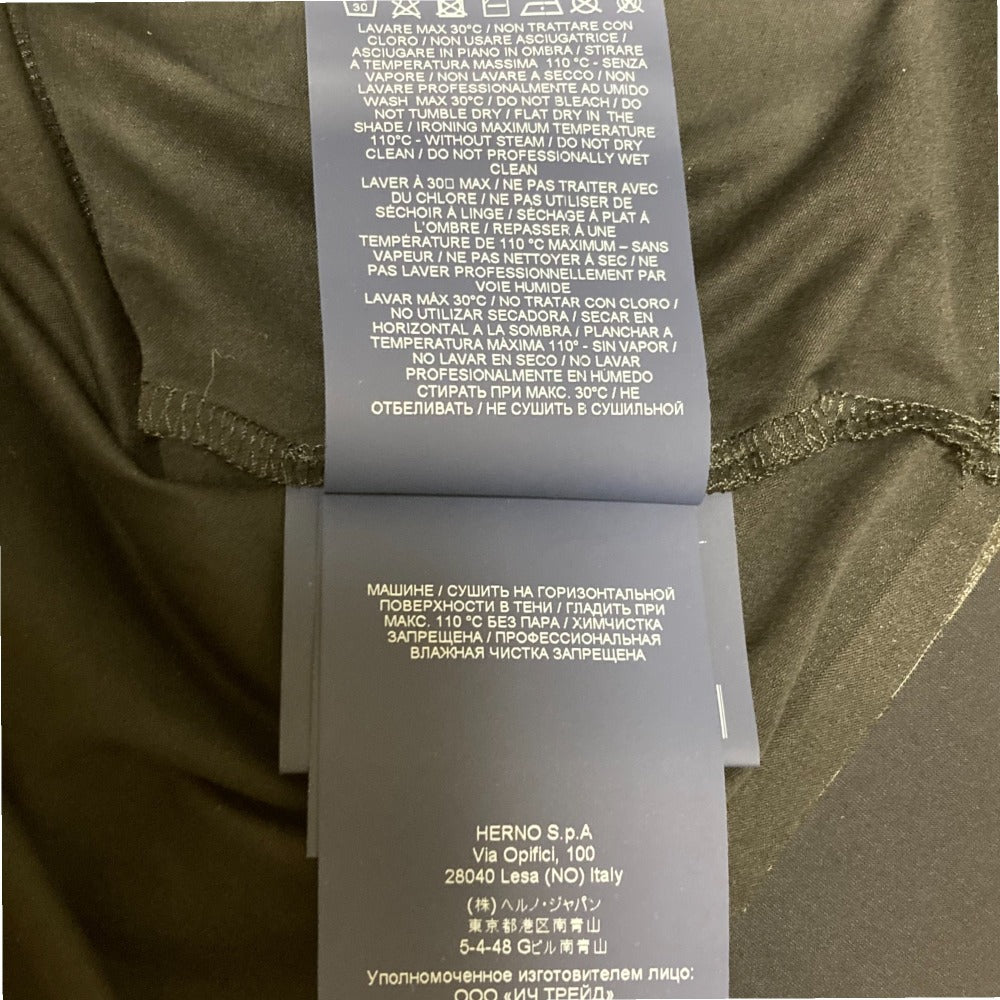 30
LAVARE MAX 30°C / NON TRATTARE CON
CLORO / NON USARE ASCIUGATRICE /
ASCIUGARE IN PIANO IN OMBRA / STIRARE
A TEMPERATURA MASSIMA 110 °C - SENZA
VAPORE / NON LAVARE A SECCO / NON
LAVARE PROFESSIONALMENTE AD UMIDO
WASH MAX 30°C / DO NOT BLEACH / DO
NOT TUMBLE DRY / FLAT DRY IN THE
SHADE / IRONING MAXIMUM TEMPERATURE
110°C - WITHOUT STEAM / DO NOT DRY
CLEAN / DO NOT PROFESSIONALLY WET
CLEAN
LAVER À 30□ MAX / NE PAS TRAITER AVEC
DU CHLORE / NE PAS UTILISER DE
SÉCHOIR À LINGE / SÉCHAGE À PLAT A
L'OMBRE / REPASSER À UNE
TEMPÉRATURE DE 110 °C MAXIMUM – SANS
VAPEUR / NE PAS NETTOYER À SEC / NE
PAS LAVER PROFESSIONNELLEMENT PAR
VOIE HUMIDE
LAVAR MÁX 30°C / NO TRATAR CON CLORO /
NO UTILIZAR SECADORA / SECAR EN
HORIZONTAL A LA SOMBRA / PLANCHAR A
TEMPERATURA MÁXIMA 110° - SIN VAPOR /
NO LAVAR EN SECO / NO LAVAR
PROFESIONALMENTE EN HÚMEDO
СТИРАТЬ ПРИ МАКС. 30°C / НЕ
ОТБЕЛИВАТЬ / НЕ СУШИТЬ В СУШИЛЬНОЙ
МАШИНЕ / СУШИТЬ НА ГОРИЗОНТАЛЬНОЙ
ПОВЕРХНОСТИ В ТЕНИ / ГЛАДИТЬ ПРИ
МАКС. 110 °C БЕЗ ПАРА / ХИМЧИСТКА
ЗАПРЕЩЕНА / ПРОФЕССИОНАЛЬНАЯ
ВЛАЖНАЯ ЧИСТКА ЗАПРЕЩЕНА
HERNO S.p.A
Via Opifici, 100
28040 Lesa (NO) Italy
(株) ヘルノ・ジャパン
東京都港区南青山
5-4-48 Gビル南青山
Уполномоченное изготовителем лицо:
ООО «ИЧ ТРЕЙД»